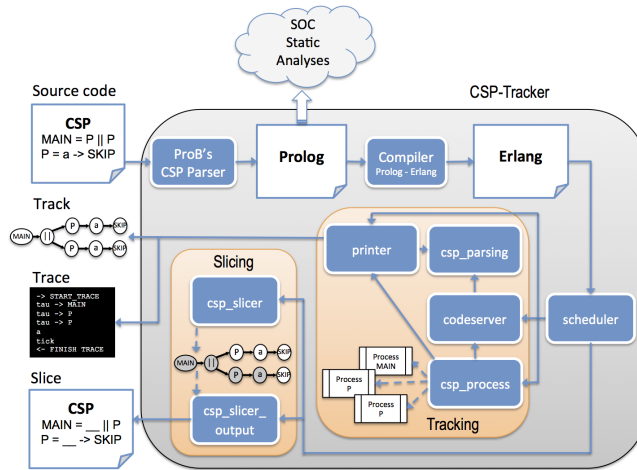 SOC
Static
Analyses
Source code
CSP-Tracker
CSP
MAIN = P || P
P = a -> SKIP
ProB's
CSP Parser
Prolog
Compiler
Prolog - Erlang
Erlang
Track
MAIN
||
P
a
SKIP
P
a
SKIP
printer
csp_parsing
Slicing
Trace
-> START_TRACE
tau -> MAIN
tau -> P
tau -> P
a
tick
<- FINISH TRACE
csp_slicer
codeserver
scheduler
MAIN
||
P
a
SKIP
P
a
SKIP
Process
MAIN
Process
P
Process
P
csp_process
Slice
CSP
MAIN = __ || P
P = __ -> SKIP
csp_slicer_
output
Tracking